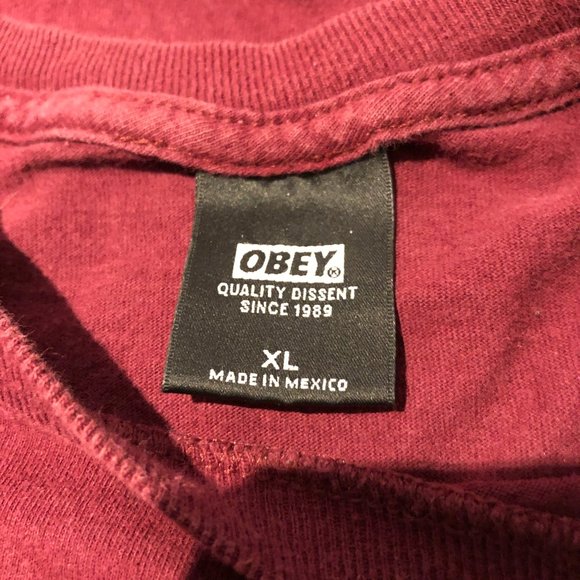 OBEY®
QUALITY DISSENT
SINCE 1989
XL
MADE IN MEXICO